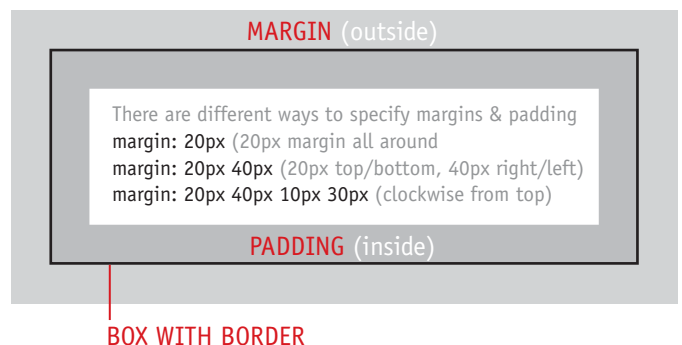 MARGIN (outside)
There are different ways to specify margins & padding
margin: 20px (20px margin all around
margin: 20px 40px (20px top/bottom, 40px right/left)
margin: 20px 40px 10px 30px (clockwise from top)
PADDING (inside)
BOX WITH BORDER